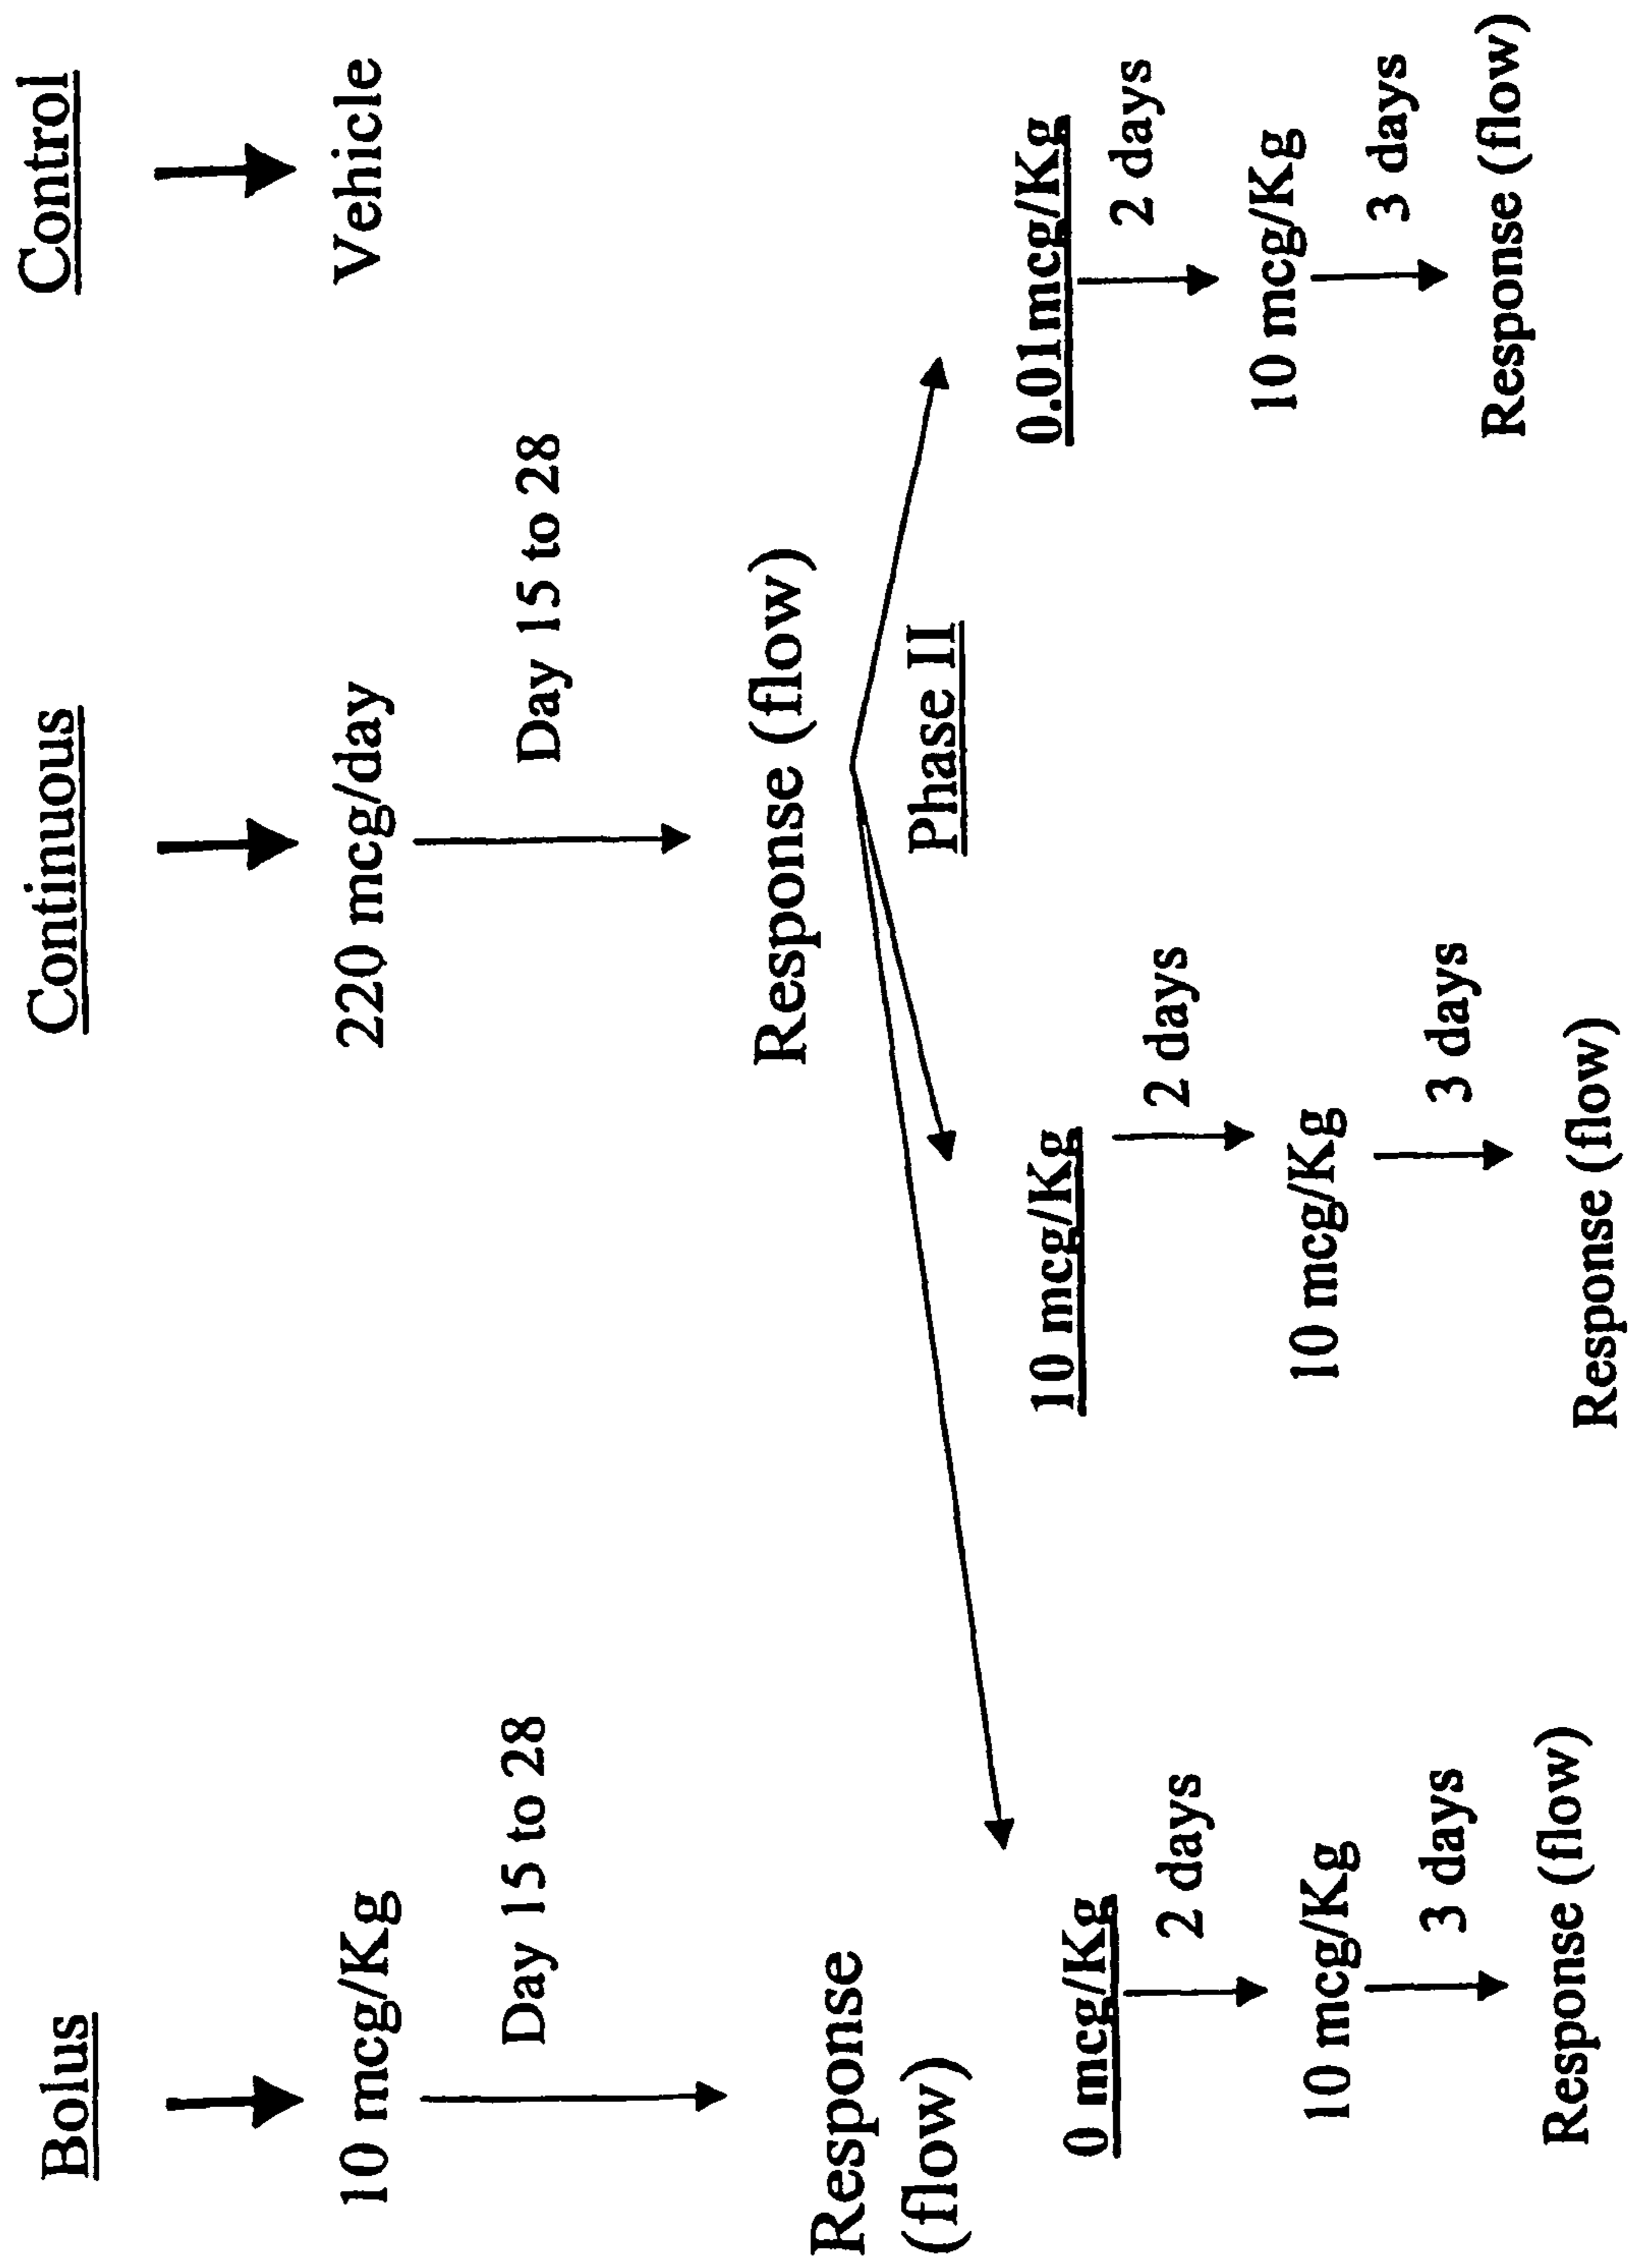 Bolus
Continuous
Control
10 mcg/Kg
220 mcg/day
Vehicle
Day 15 to 28
Day 15 to 28
Response
(flow)
Response (flow)
Phase II
0 mcg/Kg
10 mcg/Kg
0.01mcg/Kg
2 days
2 days
2 days
10 mcg/Kg
10 mcg/Kg
10 mcg/Kg
3 days
3 days
3 days
Response (flow)
Response (flow)
Response (flow)